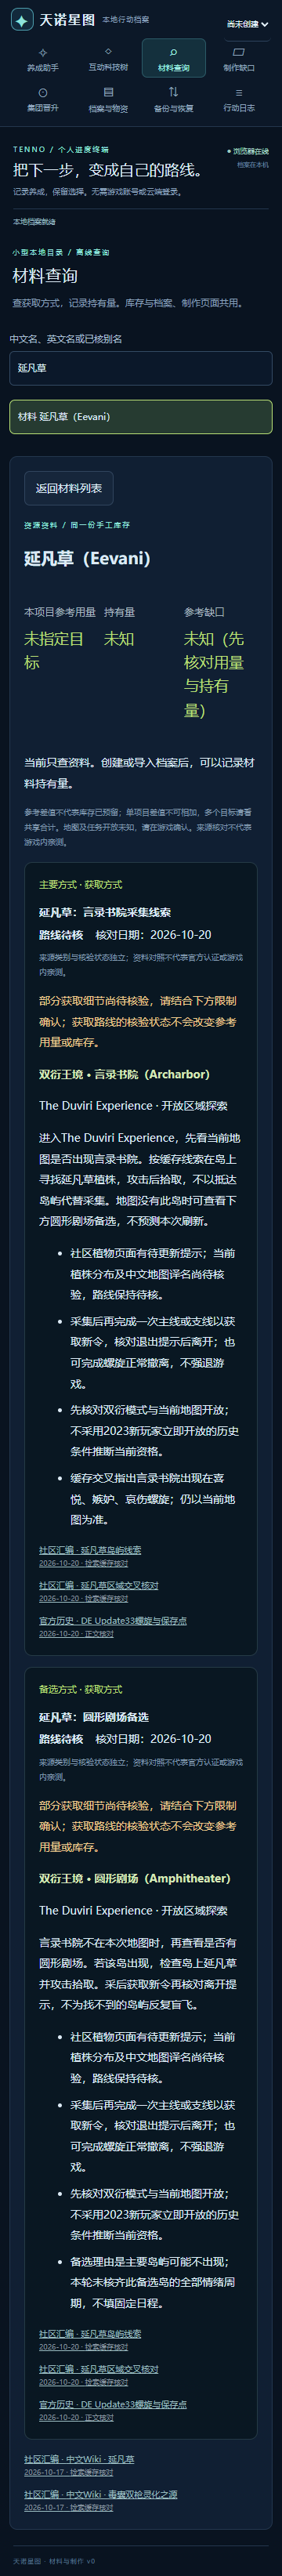 天诺星图 本地行动档案 尚未创建
养成助手 互动科技树 材料查询 制作缺口
集团晋升 档案与物资 备份与恢复 行动日志
TENNO / 个人进度终端
浏览器在线
把下一步，变成自己的路线。
档案在本机
记录养成，保留选择。无需游戏账号或云端登录。
本地档案就绪
小型本地目录 / 离线查询
材料查询
查获取方式，记录持有量。库存与档案、制作页面共用。
中文名、英文名或已核别名
延凡草
材料 延凡草（Eevani）
返回材料列表
资源资料 / 同一份手工库存
延凡草（Eevani）
本项目参考用量 持有量 参考缺口
未指定目标 未知 未知（先核对用量与持有量）
当前只查资料。创建或导入档案后，可以记录材
料持有量。
参考差值不代表库存已预留；单项目差值不可相加，多个目标请看
共享合计。地图及任务开放未知，请在游戏确认。来源核对不代表
游戏内亲测。
主要方式 · 获取方式
延凡草：言录书院采集线索
路线待核 核对日期：2026-10-20
来源类别与核验状态独立；资料对照不代表官方认证或游戏
内亲测。
部分获取细节尚待核验，请结合下方限制
确认；获取路线的核验状态不会改变参考
用量或库存。
双衍王境 • 言录书院（Archarbor）
The Duviri Experience · 开放区域探索
进入The Duviri Experience，先看当前地
图是否出现言录书院。按缓存线索在岛上
寻找延凡草植株，攻击后拾取，不以抵达
岛屿代替采集。地图没有此岛时可查看下
方圆形剧场备选，不预测本次刷新。
• 社区植物页面有待更新提示；当前
植株分布及中文地图译名尚待核
验，路线保持待核。
• 采集后再完成一次主线或支线以获
取新令，核对退出提示后离开；也
可完成螺旋正常撤离，不强退游
戏。
• 先核对双衍模式与当前地图开放；
不采用2023新玩家立即开放的历史
条件推断当前资格。
• 缓存交叉指出言录书院出现在喜
悦、嫉妒、哀伤螺旋；仍以当前地
图为准。
社区汇编 · 延凡草岛屿线索
2026-10-20 · 检索缓存核对
社区汇编 · 延凡草区域交叉核对
2026-10-20 · 检索缓存核对
官方历史 · DE Update33螺旋与保存点
2026-10-20 · 正文核对
备选方式 · 获取方式
延凡草：圆形剧场备选
路线待核 核对日期：2026-10-20
来源类别与核验状态独立；资料对照不代表官方认证或游戏
内亲测。
部分获取细节尚待核验，请结合下方限制
确认；获取路线的核验状态不会改变参考
用量或库存。
双衍王境 • 圆形剧场（Amphitheater）
The Duviri Experience · 开放区域探索
言录书院不在本次地图时，再查看是否有
圆形剧场。若该岛出现，检查岛上延凡草
并攻击拾取。采后获取新令再核对离开提
示，不为找不到的岛屿反复盲飞。
• 社区植物页面有待更新提示；当前
植株分布及中文地图译名尚待核
验，路线保持待核。
• 采集后再完成一次主线或支线以获
取新令，核对退出提示后离开；也
可完成螺旋正常撤离，不强退游
戏。
• 先核对双衍模式与当前地图开放；
不采用2023新玩家立即开放的历史
条件推断当前资格。
• 备选理由是主要岛屿可能不出现；
本轮未核齐此备选岛的全部情绪周
期，不填固定日程。
社区汇编 · 延凡草岛屿线索
2026-10-20 · 检索缓存核对
社区汇编 · 延凡草区域交叉核对
2026-10-20 · 检索缓存核对
官方历史 · DE Update33螺旋与保存点
2026-10-20 · 正文核对
社区汇编 · 中文Wiki · 延凡草
2026-10-17 · 检索缓存核对
社区汇编 · 中文Wiki · 毒囊双枪灵化之源
2026-10-17 · 检索缓存核对
天诺星图 · 材料与制作 v0